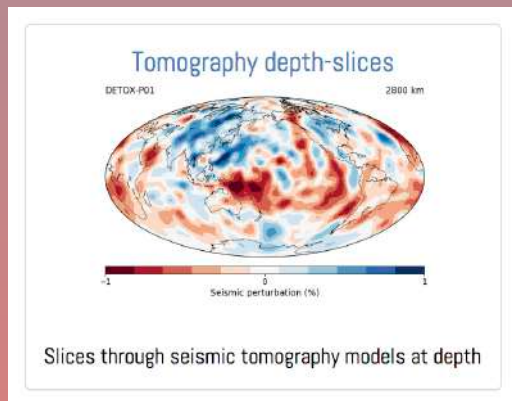 Tomography depth-slices
DETOX-P01 2800 km
-1 0 1
Seismic perturbation (%)
Slices through seismic tomography models at depth